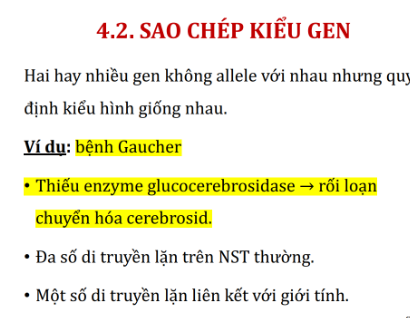 4.2. SAO CHÉP KIỂU GEN
Hai hay nhiều gen không allele với nhau nhưng quy
định kiểu hình giống nhau.
Ví dụ: bệnh Gaucher
• Thiếu enzyme glucocerebrosidase → rối loạn
chuyển hóa cerebrosid.
• Đa số di truyền lặn trên NST thường.
• Một số di truyền lặn liên kết với giới tính.